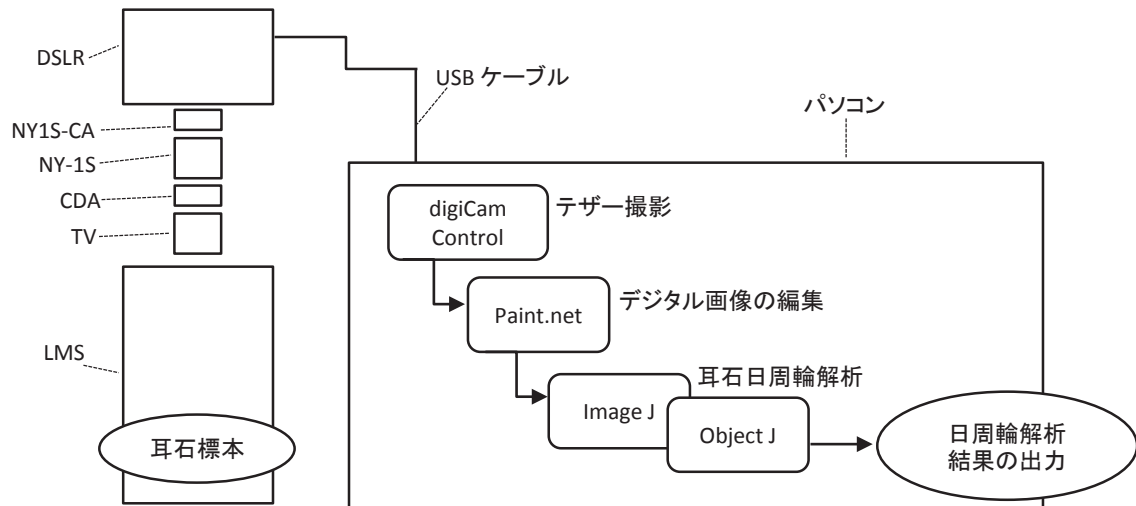 DSLR
NY1S-CA
NY-1S
CDA
TV
LMS
耳石標本
USB ケーブル
パソコン
digiCam
Control
テザー撮影
Paint.net
デジタル画像の編集
Image J
耳石日周輪解析
Object J
日周輪解析
結果の出力